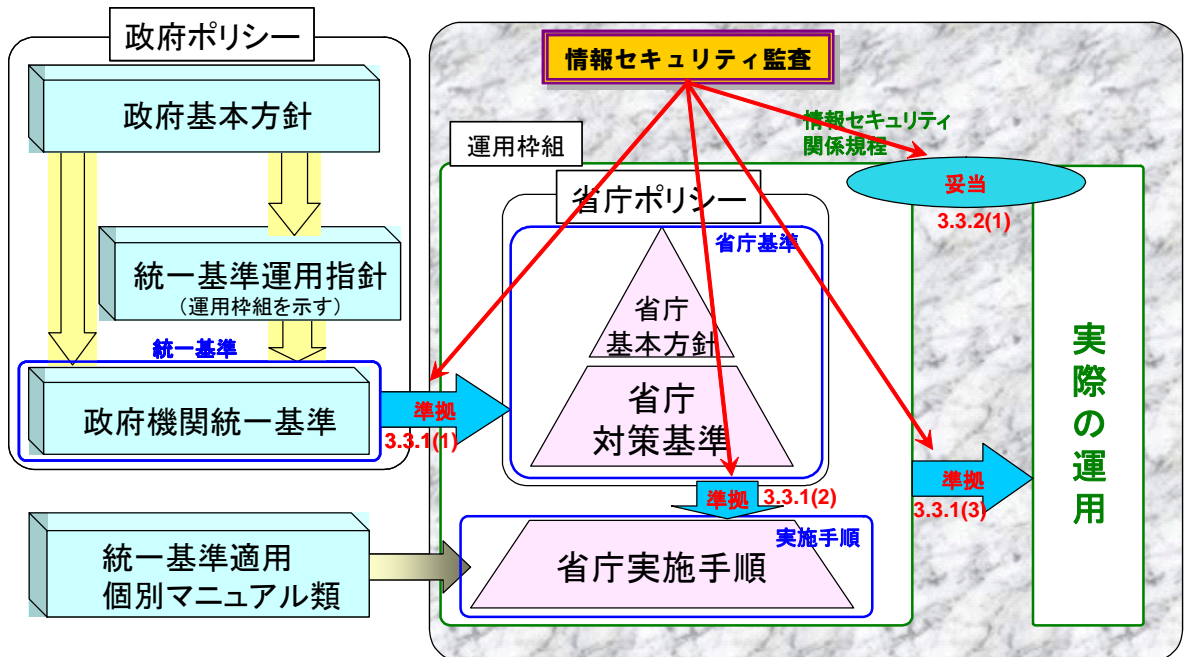 政府ポリシー
政府基本方針
統一基準運用指針
（運用枠組を示す）
統一基準
政府機関統一基準
統一基準適用
個別マニュアル類
情報セキュリティ監査
情報セキュリティ
関係規程
運用枠組
妥当
3.3.2(1)
省庁ポリシー
省庁基準
省庁
基本方針
省庁
対策基準
準拠
3.3.1(1)
準拠
3.3.1(2)
準拠
3.3.1(3)
実施手順
省庁実施手順
実際の運用